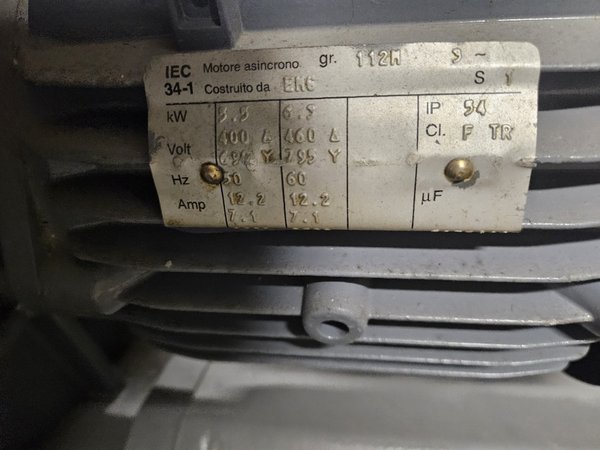 IEC Motore asincrono gr. 112M 3~
34-1 Costruito da S 1
kW 5.5 6.5 IP 54
Volt 400 Δ 460 Δ Cl. F TR
Y 795 Y
Hz 50 60
Amp 12.2 12.2 µF
7.1 7.1